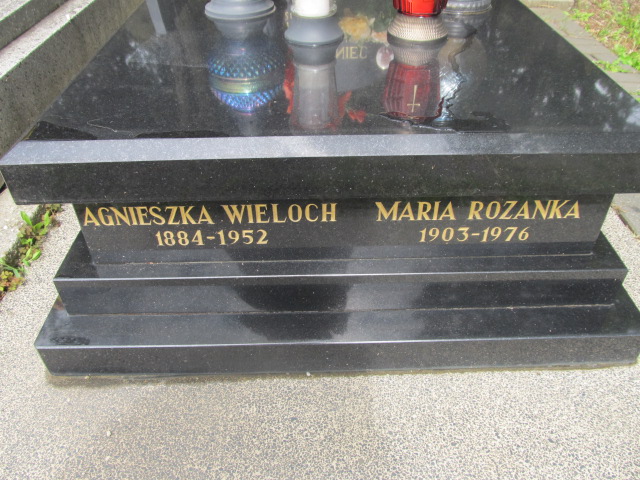 AGNIESZKA WIELOCH
1884-1952
MARIA ROZANKA
1903-1976